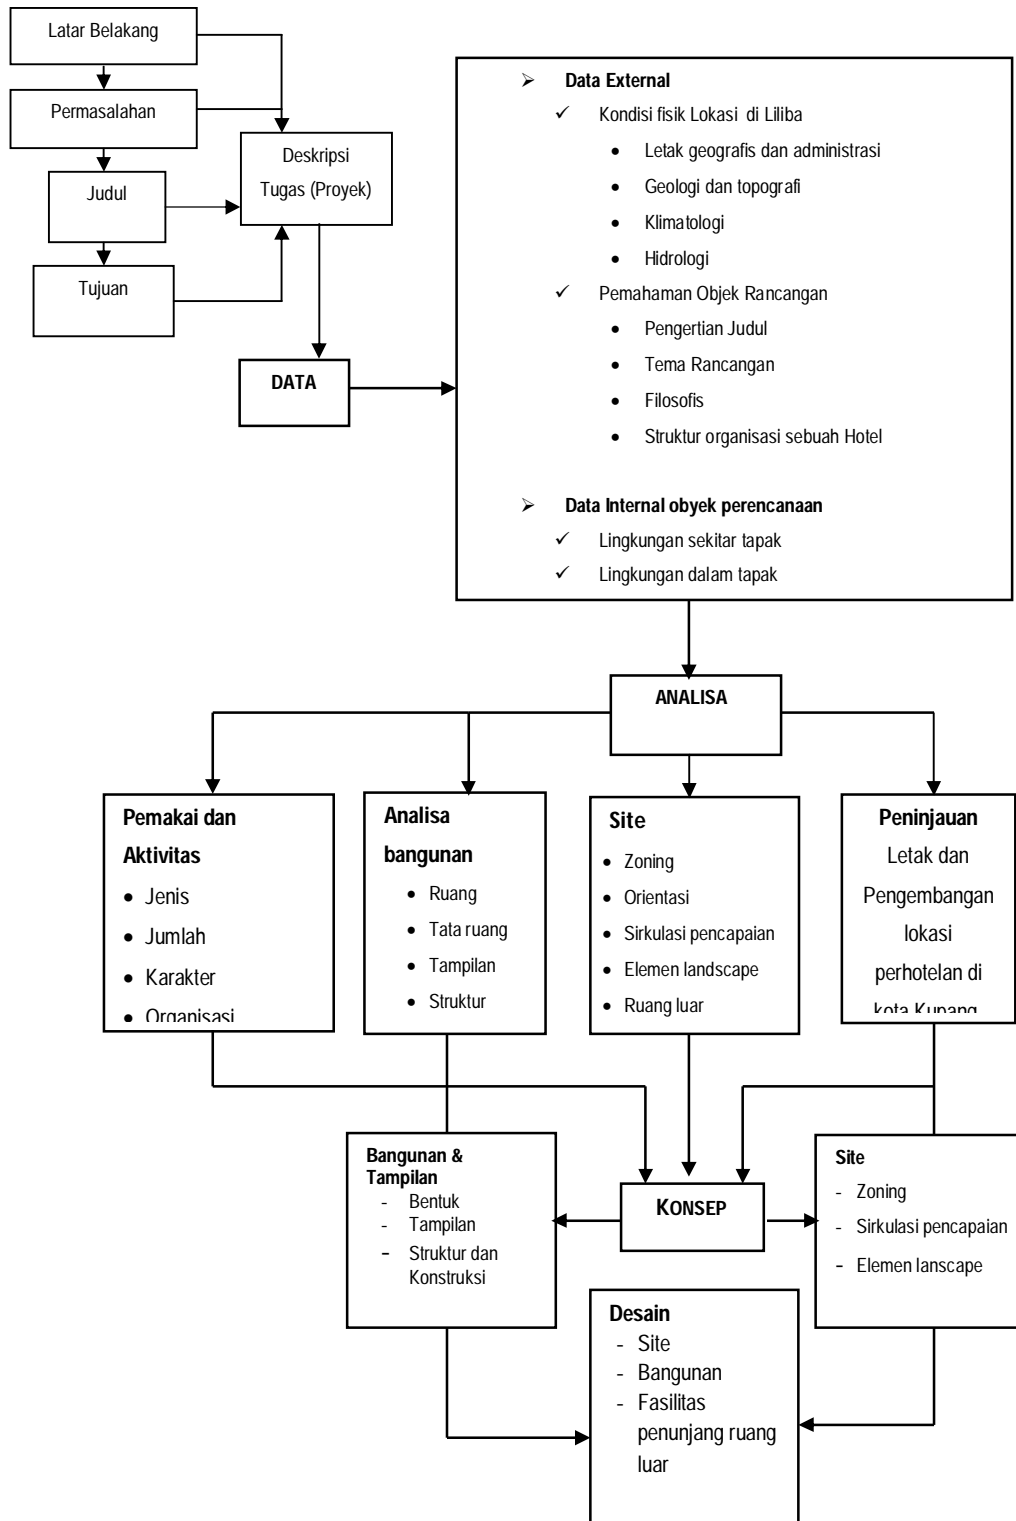 Latar Belakang
Permasalahan
Judul
Tujuan
Deskripsi
Tugas (Proyek)
DATA
➢ Data External
✓ Kondisi fisik Lokasi di Liliba
• Letak geografis dan administrasi
• Geologi dan topografi
• Klimatologi
• Hidrologi
✓ Pemahaman Objek Rancangan
• Pengertian Judul
• Tema Rancangan
• Filosofis
• Struktur organisasi sebuah Hotel
➢ Data Internal obyek perencanaan
✓ Lingkungan sekitar tapak
✓ Lingkungan dalam tapak
ANALISA
Pemakai dan
Aktivitas
• Jenis
• Jumlah
• Karakter
• Organisasi
Analisa
bangunan
• Ruang
• Tata ruang
• Tampilan
• Struktur
Site
• Zoning
• Orientasi
• Sirkulasi pencapaian
• Elemen landscape
• Ruang luar
Peninjauan
Letak dan
Pengembangan
lokasi
perhotelan di
kota Kupang
Bangunan &
Tampilan
- Bentuk
- Tampilan
- Struktur dan
Konstruksi
KONSEP
Site
- Zoning
- Sirkulasi pencapaian
- Elemen lanscape
Desain
- Site
- Bangunan
- Fasilitas
penunjang ruang
luar